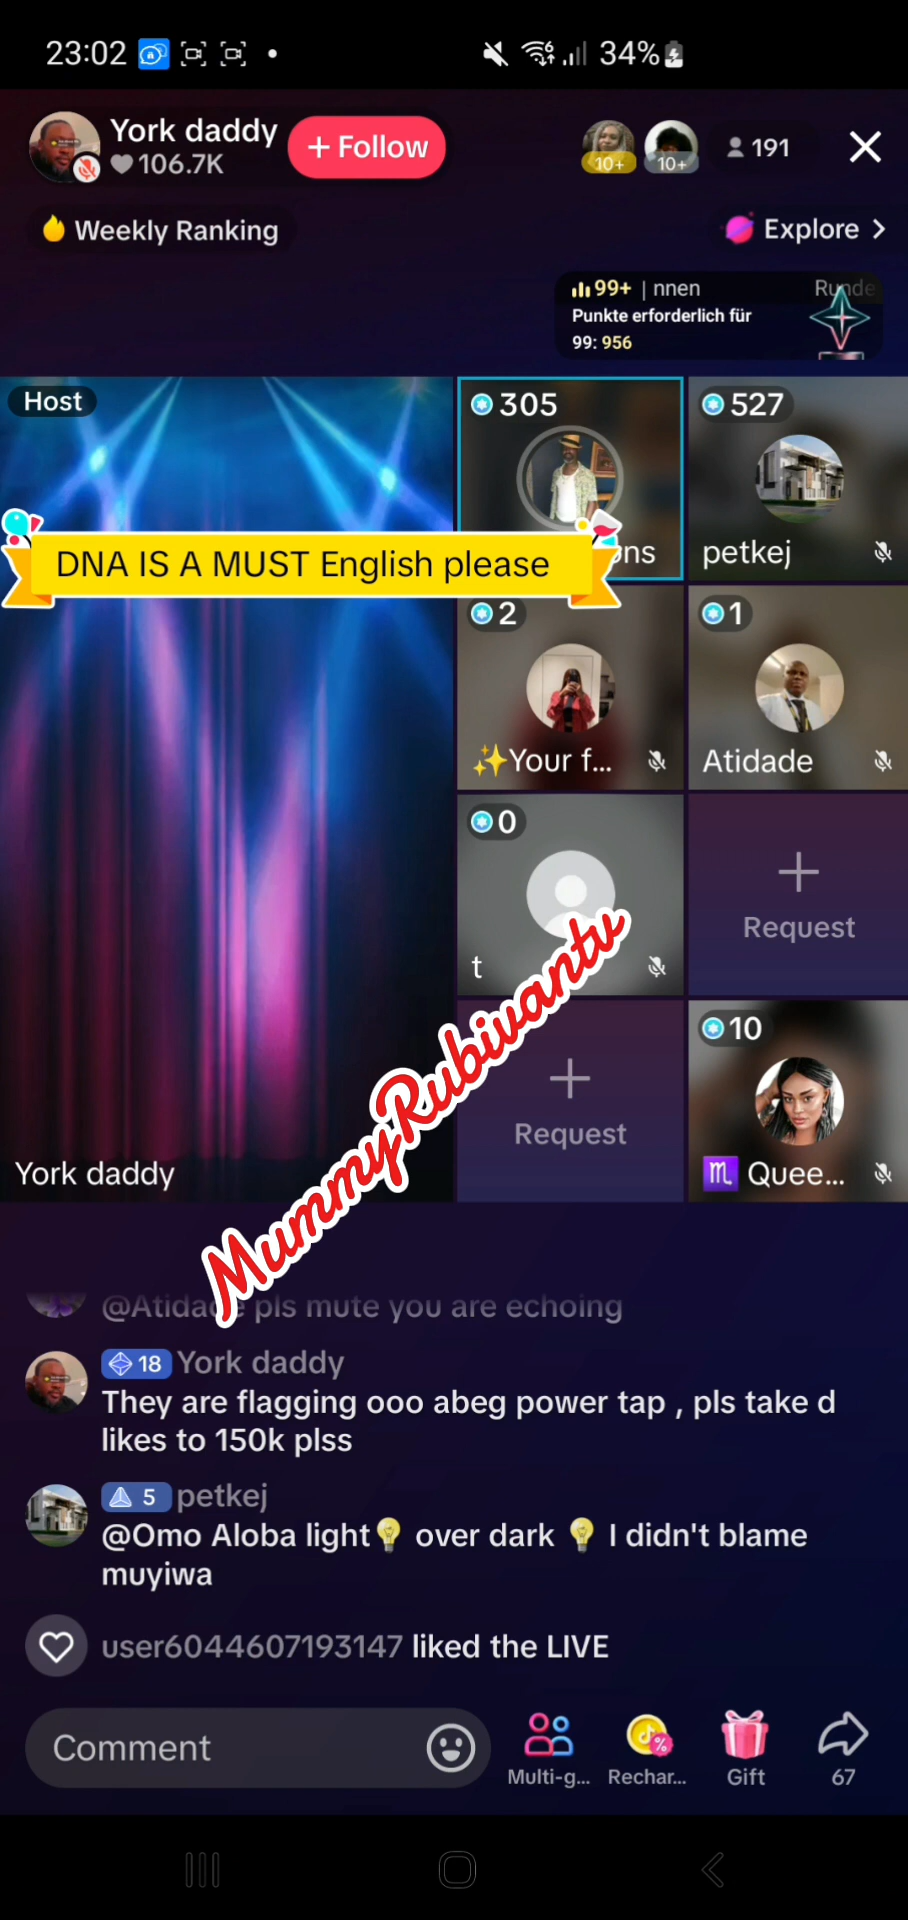 23:02
34%
York daddy
106.7K
+ Follow
10+
10+
191
Weekly Ranking
Explore >
99+ | nnen
Runde
Punkte erforderlich für
99: 956
Host
305
527
petkej
DNA IS A MUST English please
2
1
✨Your f...
Atidade
0
t
Request
Request
10
♏ Quee...
York daddy
MummyRubivantv
@Atidade pls mute you are echoing
18 York daddy
They are flagging ooo abeg power tap , pls take d
likes to 150k plss
5 petkej
@Omo Aloba light💡 over dark 💡 I didn't blame
muyiwa
user6044607193147 liked the LIVE
Comment
Multi-g...
Rechar...
Gift
67